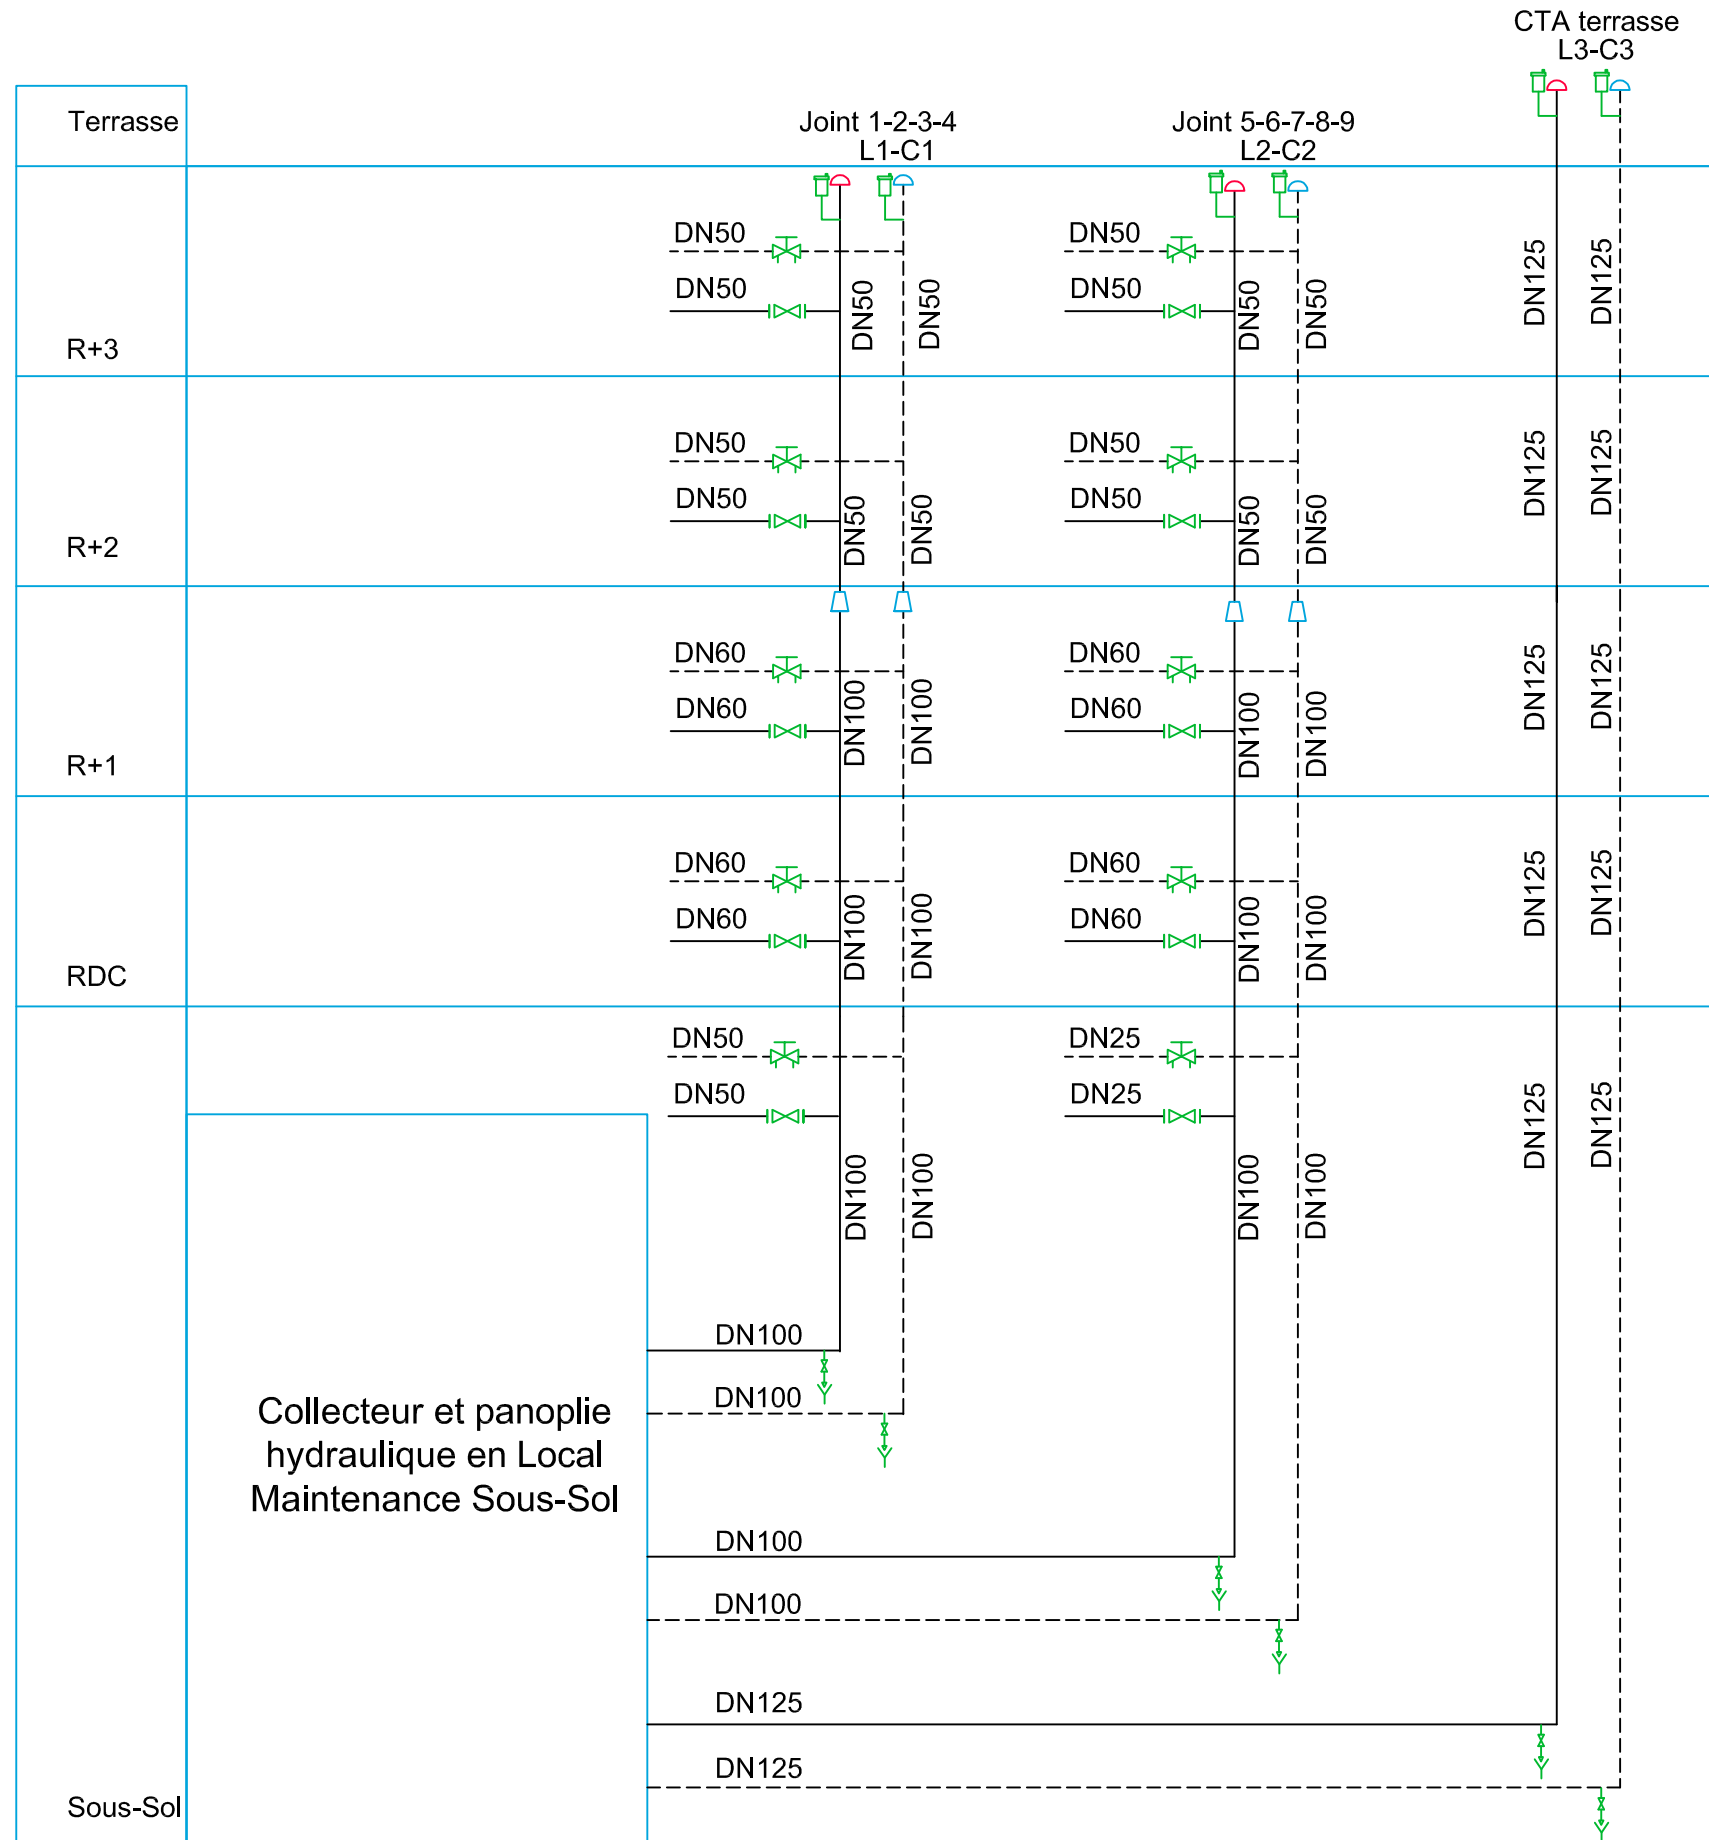 CTA terrasse
L3-C3
Terrasse
Joint 1-2-3-4
L1-C1
Joint 5-6-7-8-9
L2-C2
DN50
DN50
DN50
DN50
DN50
DN50
DN50
DN50
DN125
DN125
R+3
DN50
DN50
DN50
DN50
DN50
DN50
DN50
DN50
DN125
DN125
R+2
DN60
DN60
DN100
DN100
DN60
DN60
DN100
DN100
DN125
DN125
R+1
DN60
DN60
DN100
DN100
DN60
DN60
DN100
DN100
DN125
DN125
RDC
DN50
DN50
DN100
DN100
DN25
DN25
DN100
DN100
DN125
DN125
DN100
DN100
Collecteur et panoplie
hydraulique en Local
Maintenance Sous-Sol
DN100
DN100
DN125
DN125
Sous-Sol